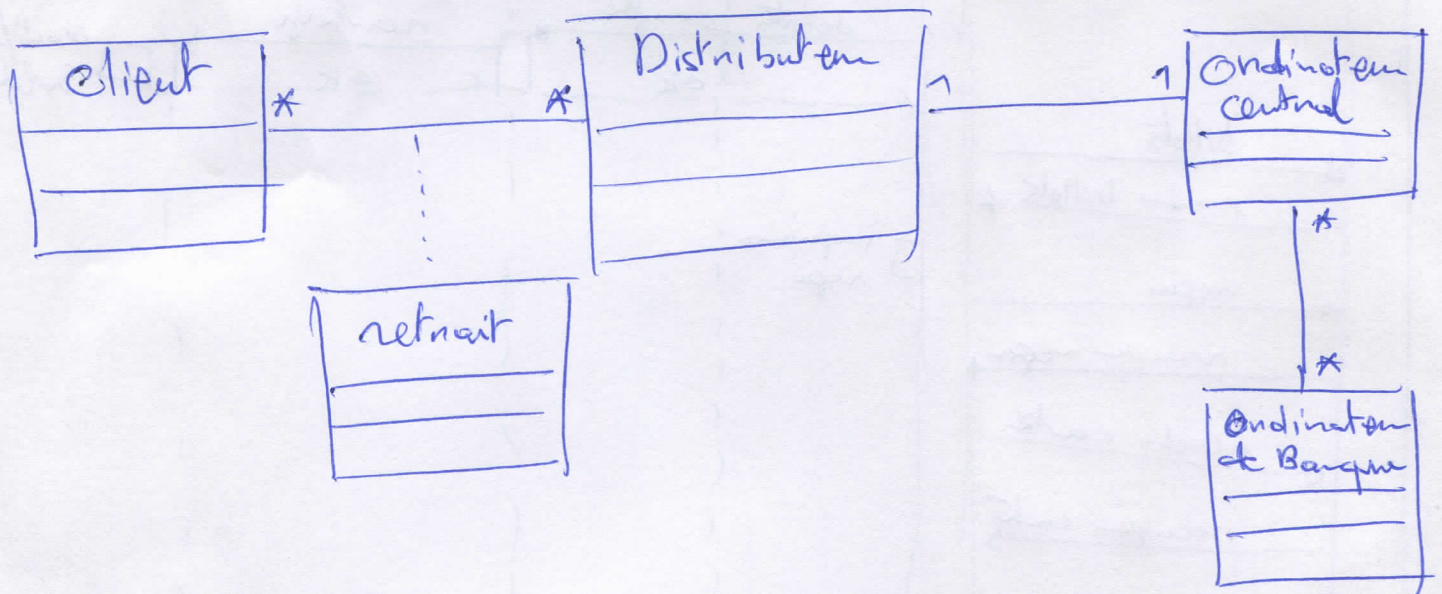 Client
*
*
Distributeur
1
1
Ordinateur
central
*
*
retrait
Ordinateur
de Banque